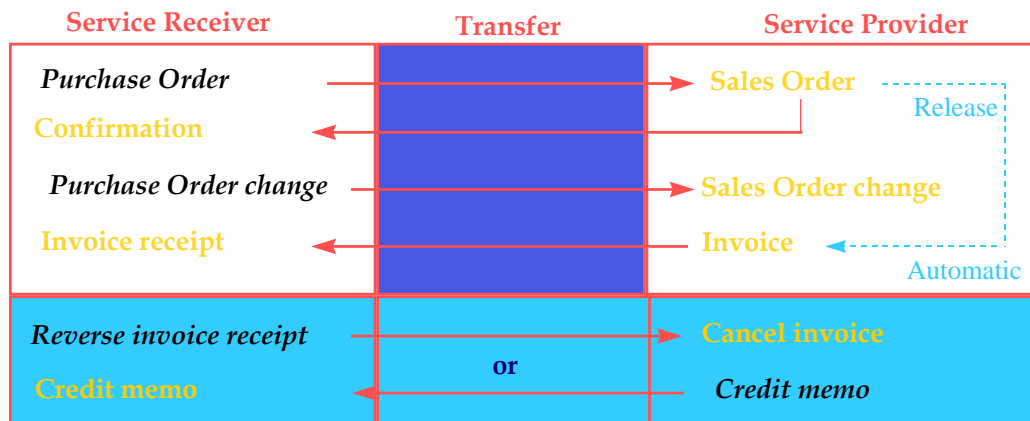 Service Receiver Transfer Service Provider
Purchase Order Sales Order
Release
Confirmation
Purchase Order change Sales Order change
Invoice receipt Invoice
Automatic
Reverse invoice receipt Cancel invoice
or
Credit memo Credit memo